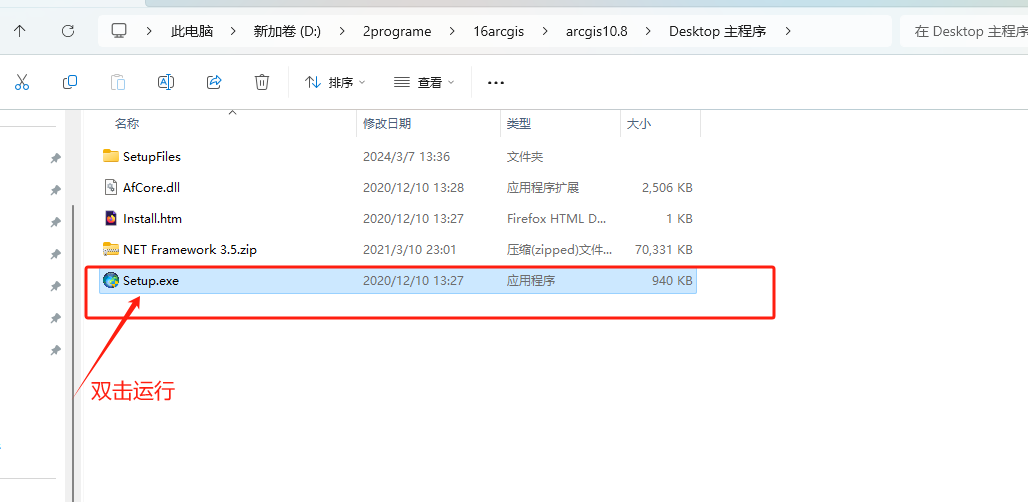 此电脑 > 新加卷 (D:) > 2programe > 16arcgis > arcgis10.8 > Desktop 主程序 > 在 Desktop 主程序
排序 查看 ...
名称 修改日期 类型 大小
SetupFiles 2024/3/7 13:36 文件夹
AfCore.dll 2020/12/10 13:28 应用程序扩展 2,506 KB
Install.htm 2020/12/10 13:27 Firefox HTML D... 1 KB
NET Framework 3.5.zip 2021/3/10 23:01 压缩(zipped)文件... 70,331 KB
Setup.exe 2020/12/10 13:27 应用程序 940 KB
双击运行